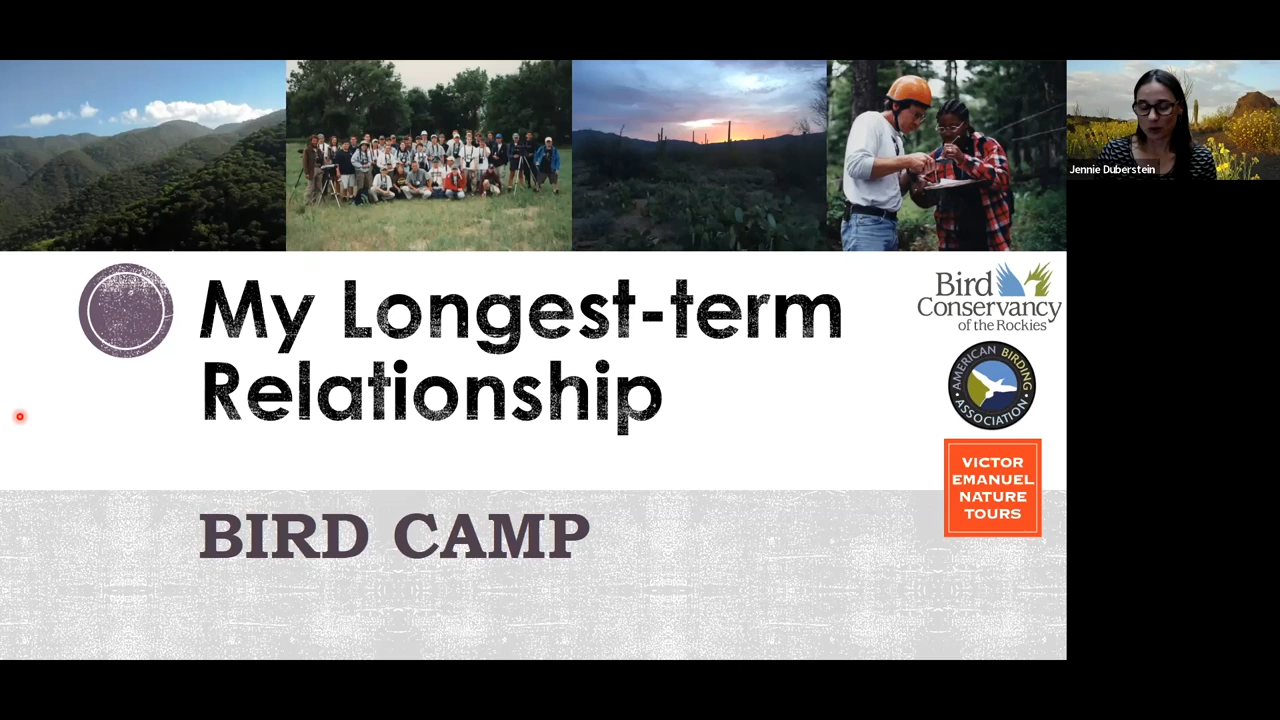 Jennie Duberstein
My Longest-term
Relationship
BIRD CAMP
Bird
Conservancy
of the Rockies
AMERICAN BIRDING
ASSOCIATION
VICTOR
EMANUEL
NATURE
TOURS